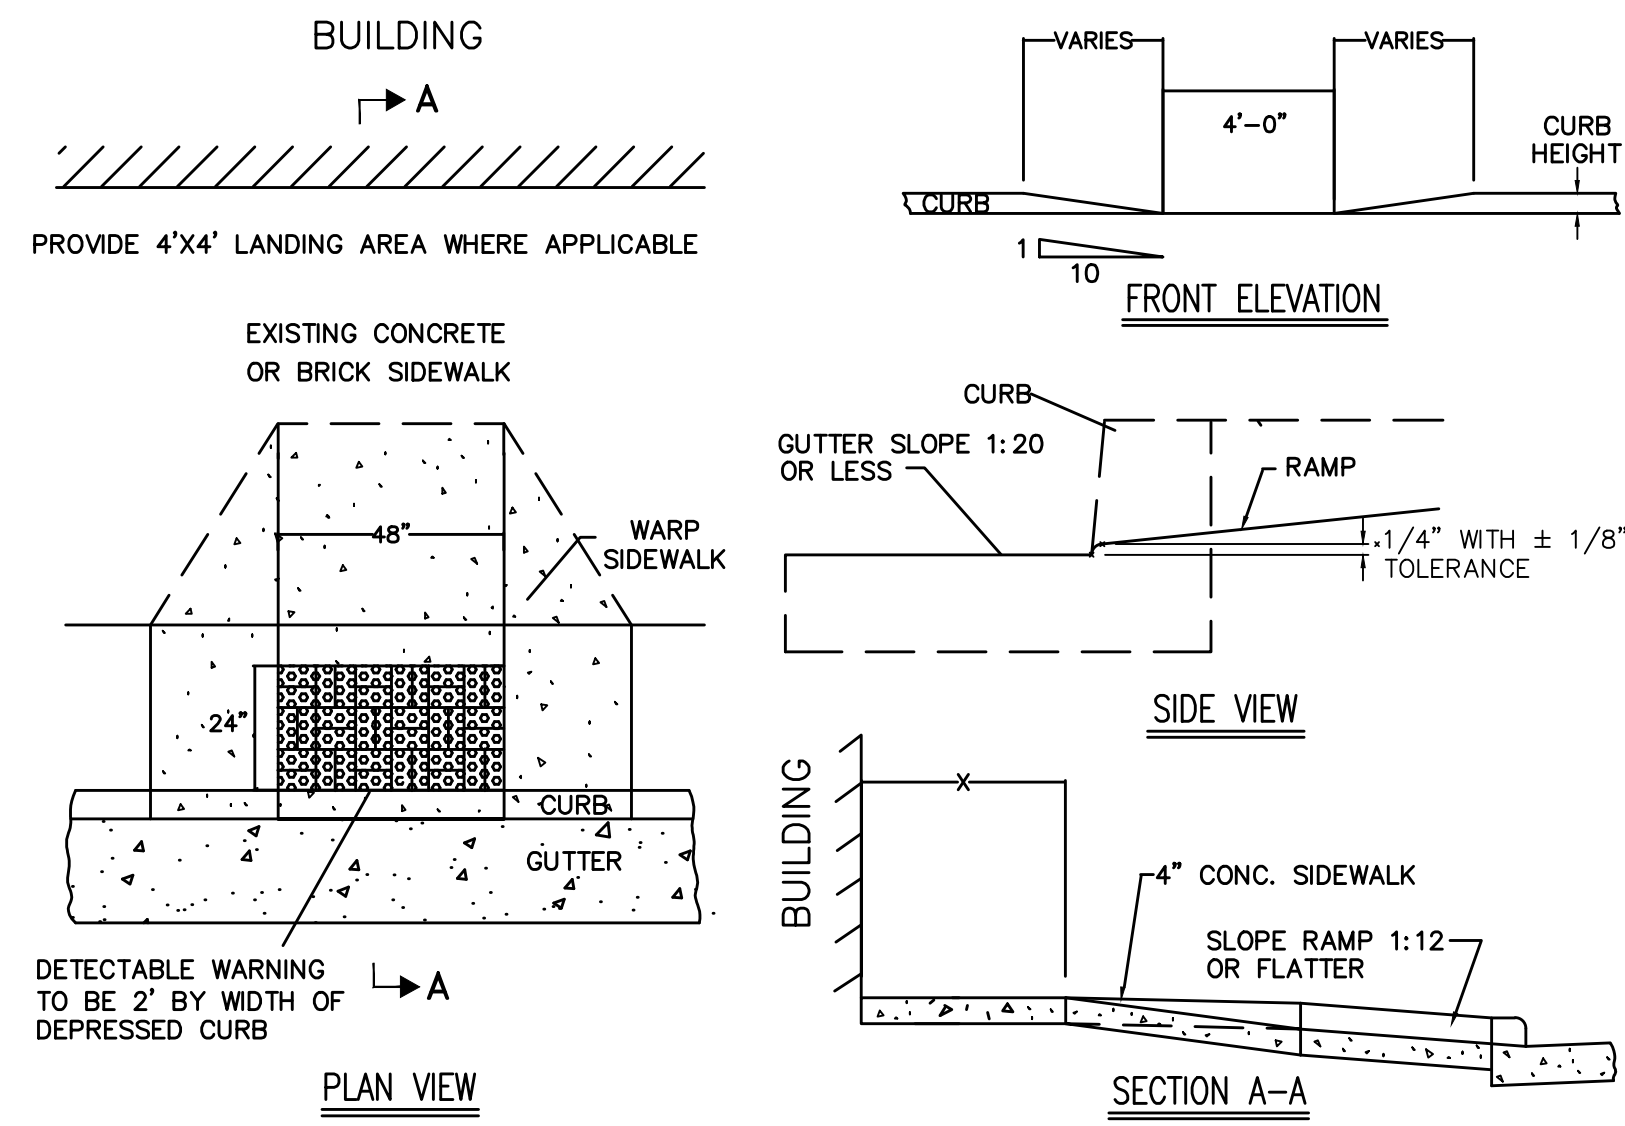 BUILDING
A
PROVIDE 4'X4' LANDING AREA WHERE APPLICABLE
EXISTING CONCRETE
OR BRICK SIDEWALK
48"
WARP
SIDEWALK
24"
CURB
GUTTER
DETECTABLE WARNING
TO BE 2' BY WIDTH OF
DEPRESSED CURB
A
PLAN VIEW
VARIES
VARIES
4'-0"
CURB
HEIGHT
CURB
1
10
FRONT ELEVATION
CURB
GUTTER SLOPE 1:20
OR LESS
RAMP
1/4" WITH ± 1/8"
TOLERANCE
SIDE VIEW
BUILDING
X
4" CONC. SIDEWALK
SLOPE RAMP 1:12
OR FLATTER
SECTION A-A